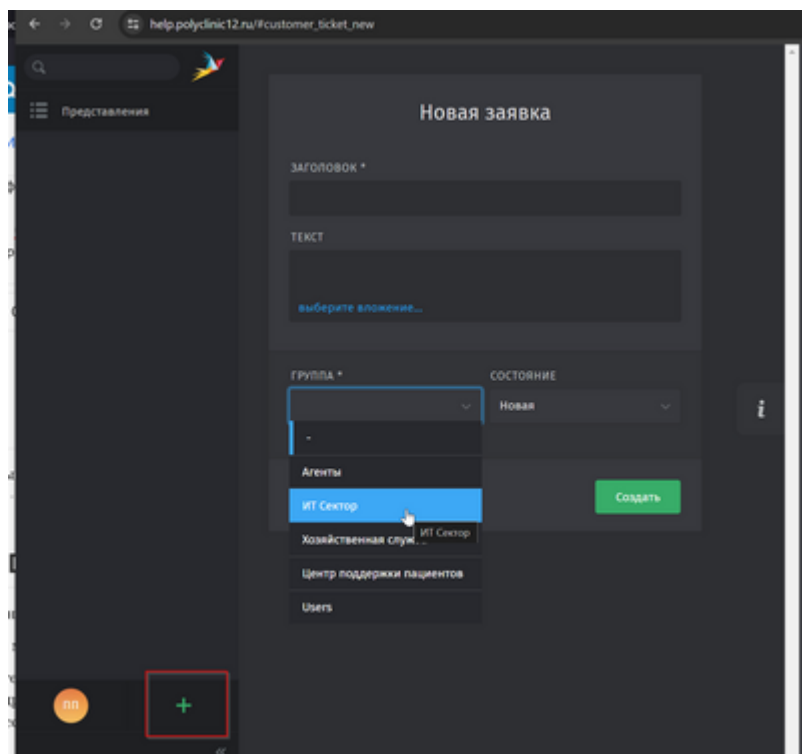 help.polyclinic12.ru/#customer_ticket_new
Представления
Новая заявка
ЗАГОЛОВОК *
ТЕКСТ
выберите вложение...
ГРУППА *
СОСТОЯНИЕ
Новая
-
Агенты
ИТ Сектор
ИТ Сектор
Хозяйственная
Центр поддержки пациентов
Users
Создать
ПП